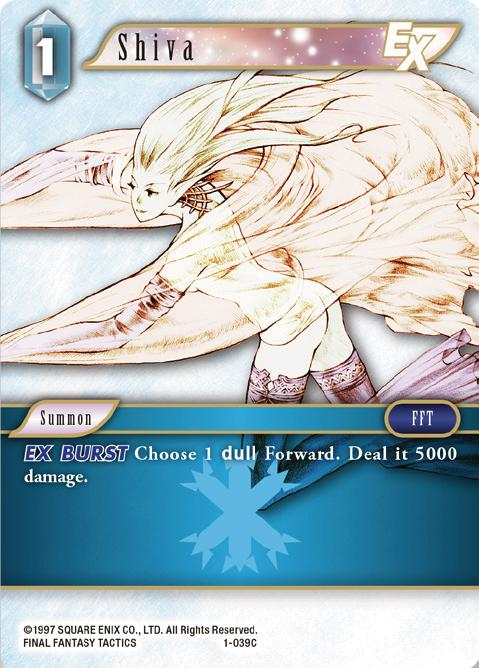 1
Shiva
EX
Summon
FFT
EX BURST Choose 1 dull Forward. Deal it 5000
damage.
©1997 SQUARE ENIX CO., LTD. All Rights Reserved.
FINAL FANTASY TACTICS 1-039C